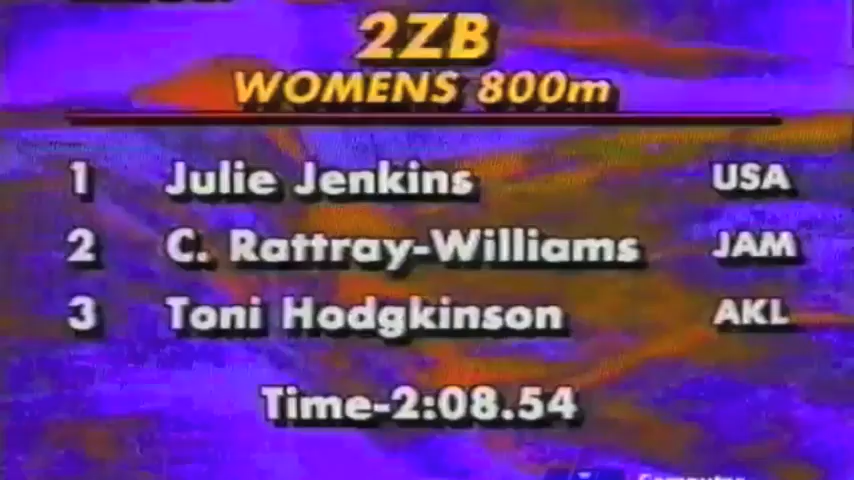 2ZB
WOMENS 800m
1 Julie Jenkins USA
2 C. Rattray-Williams JAM
3 Toni Hodgkinson AKL
Time-2:08.54